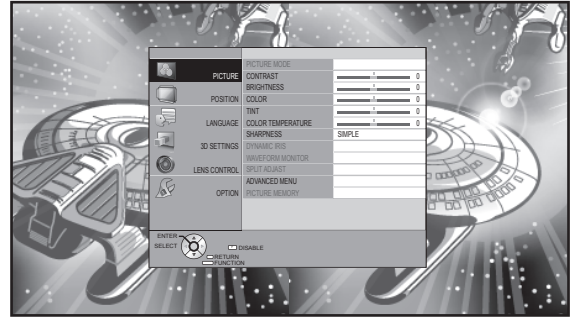 PICTURE
POSITION
LANGUAGE
3D SETTINGS
LENS CONTROL
OPTION
PICTURE MODE
CONTRAST 0
BRIGHTNESS 0
COLOR 0
TINT 0
COLOR TEMPERATURE 0
SHARPNESS SIMPLE
DYNAMIC IRIS
WAVEFORM MONITOR
SPLIT ADJAST
ADVANCED MENU
PICTURE MEMORY
ENTER
SELECT
DISABLE
RETURN
FUNCTION